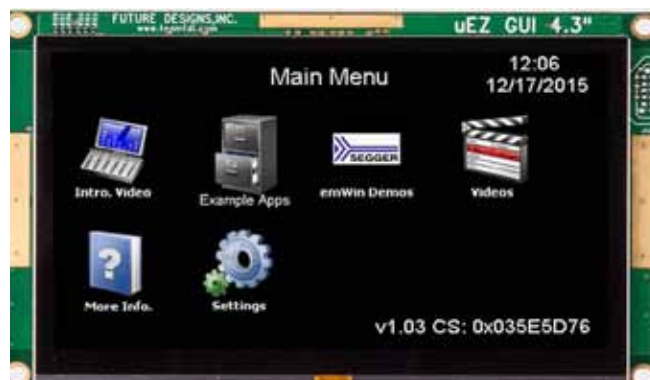 FUTURE DESIGNS, INC.
uEZ GUI 4.3"
Main Menu
12:06
12/17/2015
SEGGER
Intro. Video
Example Apps
emWin Demos
Videos
?
More Info.
Settings
v1.03 CS: 0x035E5D76